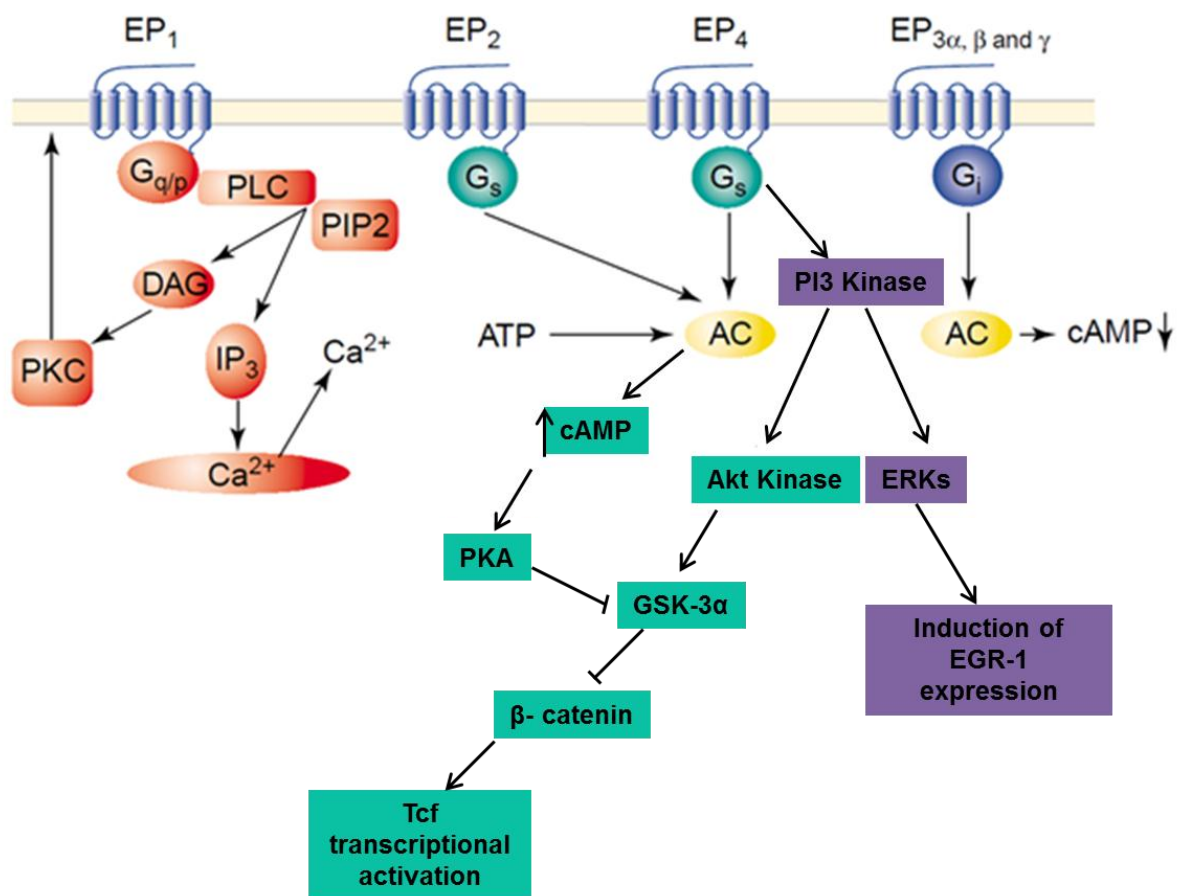 EP₁
EP₂
EP₄
EP₃α, β and γ
Gq/p
PLC
PIP2
Gs
Gs
Gi
DAG
PI3 Kinase
PKC
IP₃
Ca²⁺
ATP
AC
AC
cAMP↓
↑cAMP
Ca²⁺
Akt Kinase
ERKs
PKA
GSK-3α
Induction of
EGR-1
expression
β- catenin
Tcf
transcriptional
activation